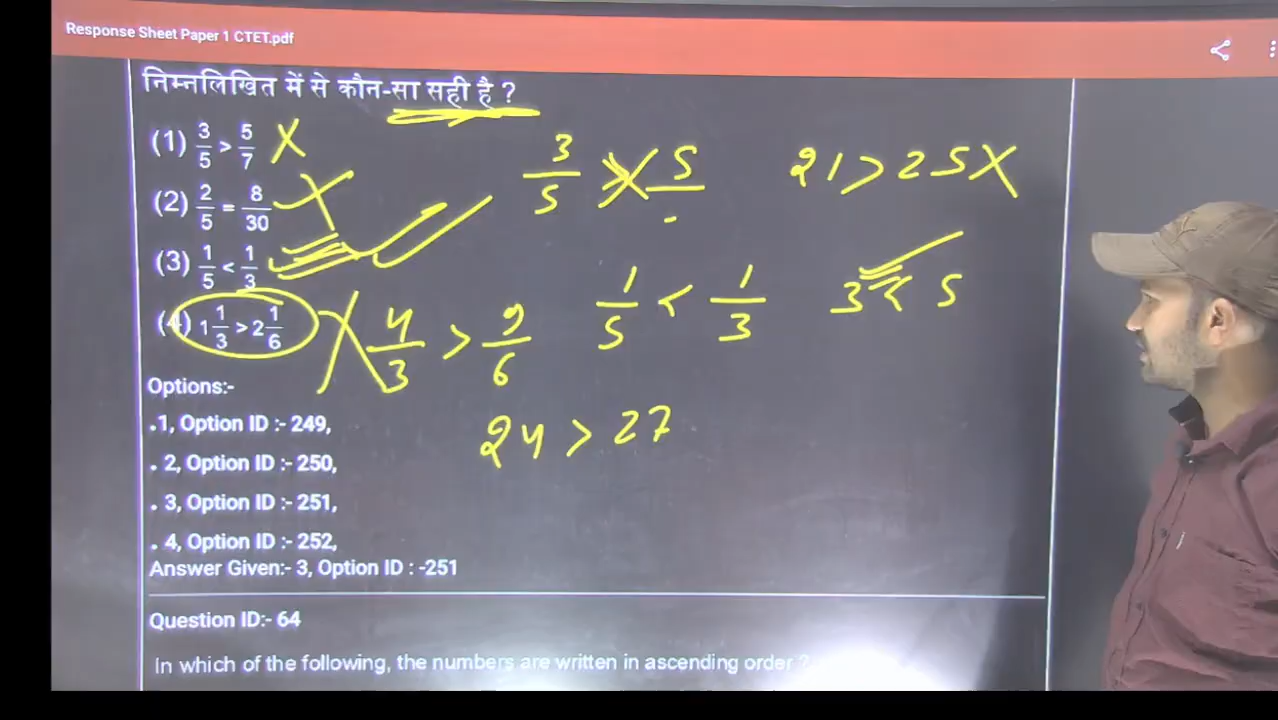 Response Sheet Paper 1 CTET.pdf
निम्नलिखित में से कौन-सा सही है ?
(1) 3/5 > 5/7 X
(2) 2/5 = 8/30
(3) 1/5 < 1/3
(4) 1 1/3 > 2 1/6
3/5 > 5/
21 > 25 X
1/5 < 1/3
3 < 5
4/3 > 9/6
24 > 27
Options:-
.1, Option ID :- 249,
. 2, Option ID :- 250,
. 3, Option ID :- 251,
. 4, Option ID :- 252,
Answer Given:- 3, Option ID : -251
Question ID:- 64
In which of the following, the numbers are written in ascending order ?